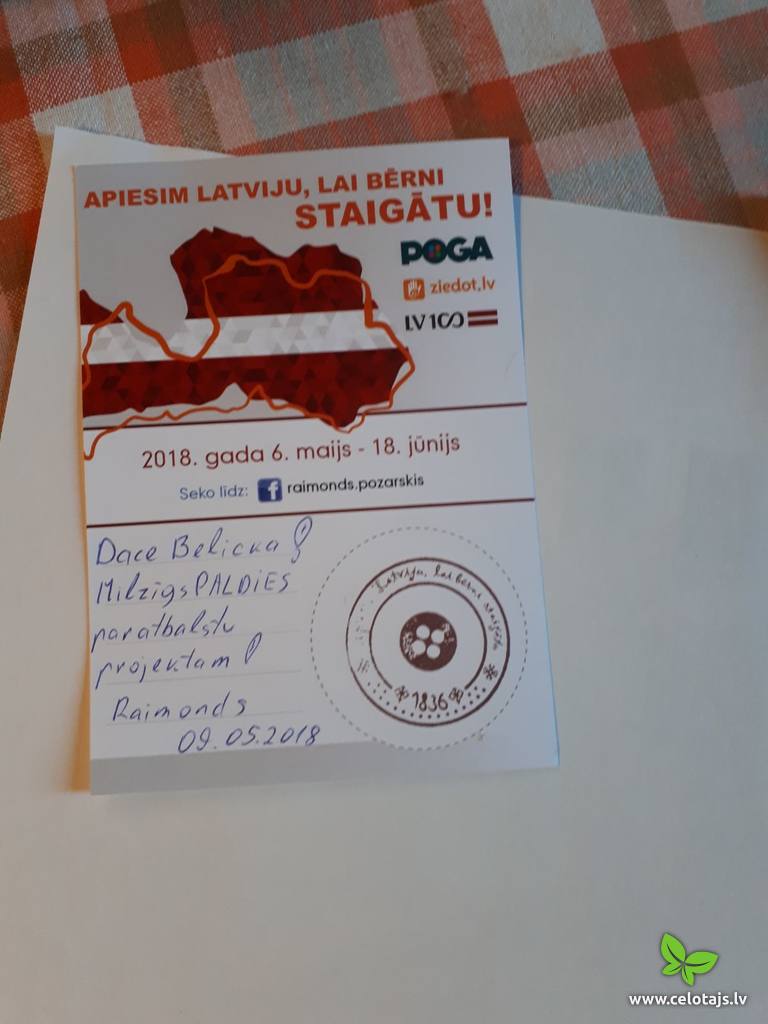 APIESIM LATVIJU, LAI BĒRNI
STAIGĀTU!
POGA
ziedot.lv
LV100
2018. gada 6. maijs - 18. jūnijs
Seko līdz: f raimonds.pozarskis
Dace Belicka!
Milzīgs PALDIES
par atbalstu
projektam!
Raimonds
09.05.2018
Latviju, lai bērni staigātu
1836
www.celotajs.lv